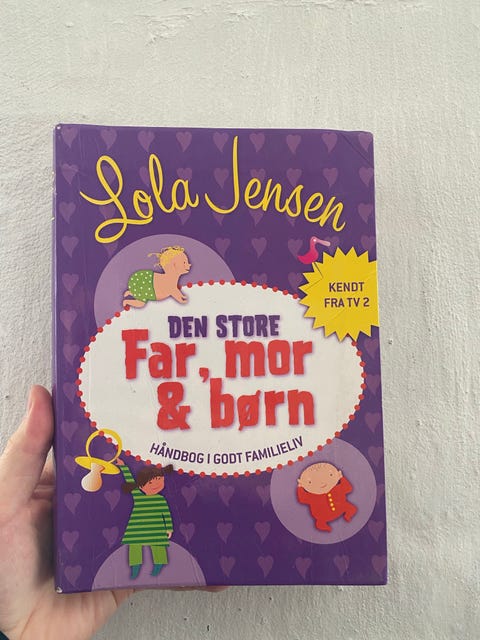 Lola Jensen
KENDT
FRA TV 2
DEN STORE
Far, mor
& børn
HÅNDBOG I GODT FAMILIELIV